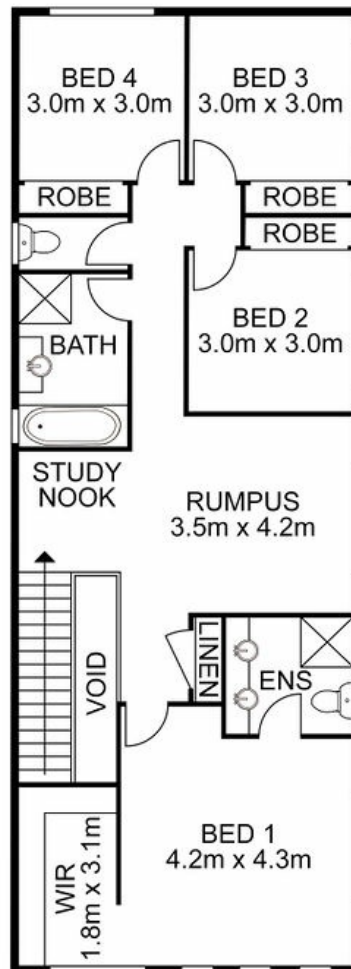 BED 4
3.0m x 3.0m
BED 3
3.0m x 3.0m
ROBE
ROBE
ROBE
BED 2
3.0m x 3.0m
BATH
STUDY
NOOK
RUMPUS
3.5m x 4.2m
VOID
LINEN
ENS
BED 1
4.2m x 4.3m
WIR
1.8m x 3.1m